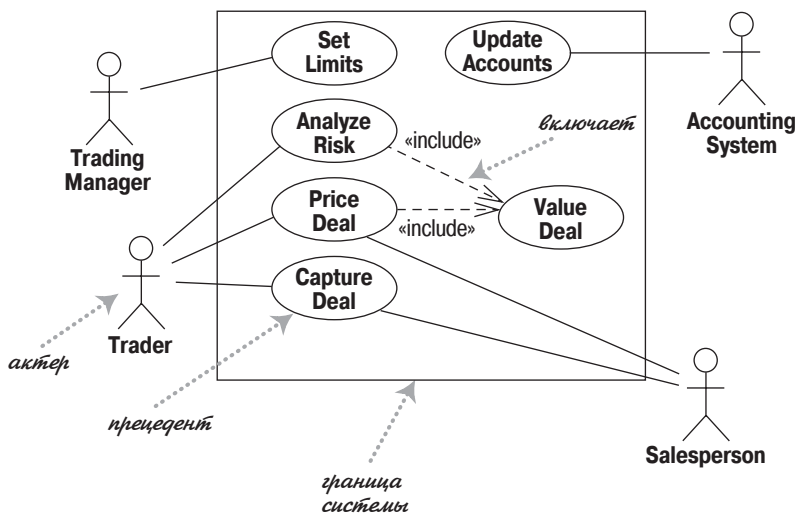 Set
Limits
Update
Accounts
Trading
Manager
Accounting
System
Analyze
Risk
«include»
включает
Price
Deal
«include»
Value
Deal
Capture
Deal
Trader
актер
прецедент
граница
системы
Salesperson